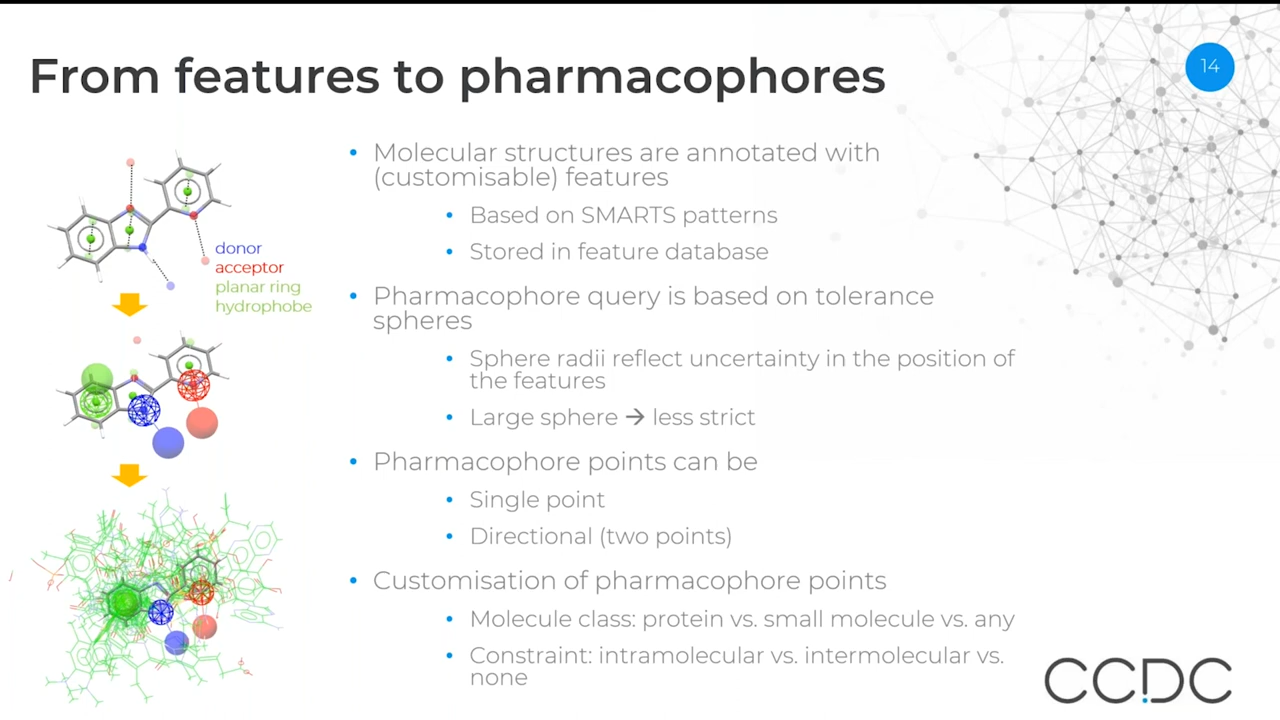 From features to pharmacophores
14
donor
acceptor
planar ring
hydrophobe
• Molecular structures are annotated with
(customisable) features
• Based on SMARTS patterns
• Stored in feature database
• Pharmacophore query is based on tolerance
spheres
• Sphere radii reflect uncertainty in the position of
the features
• Large sphere → less strict
• Pharmacophore points can be
• Single point
• Directional (two points)
• Customisation of pharmacophore points
• Molecule class: protein vs. small molecule vs. any
• Constraint: intramolecular vs. intermolecular vs.
none
CCDC